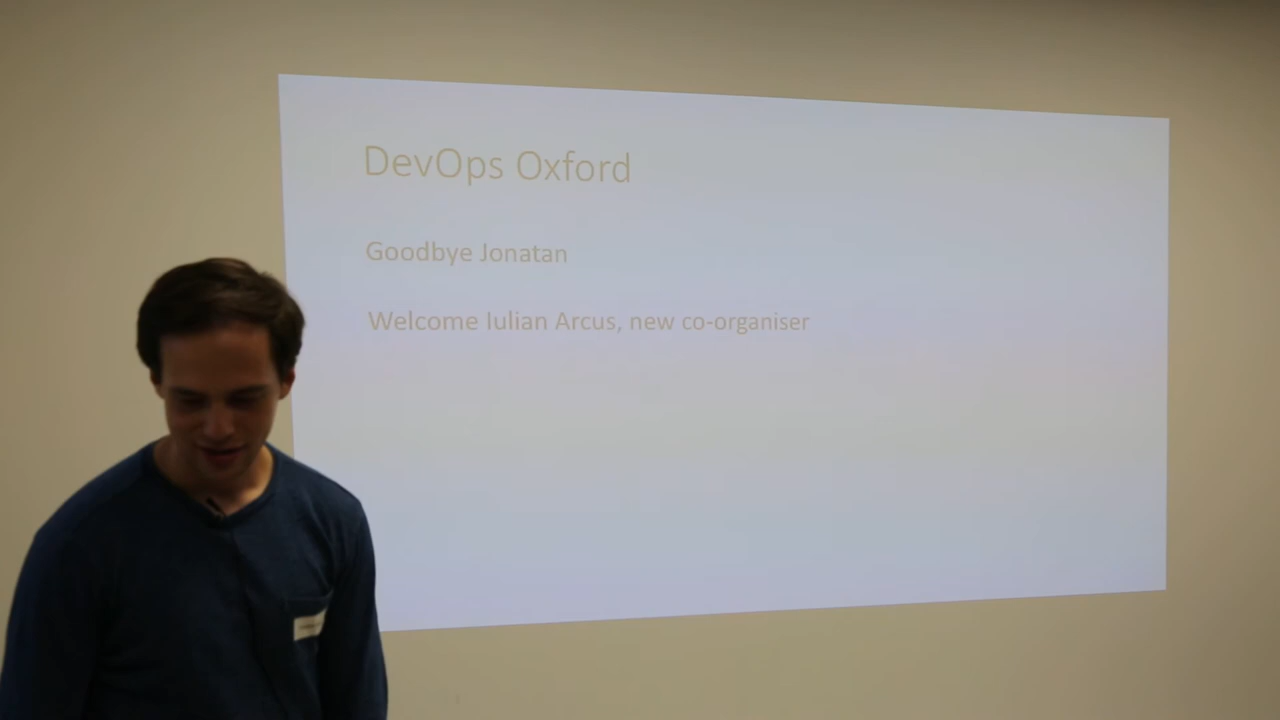 DevOps Oxford
Goodbye Jonatan
Welcome Iulian Arcus, new co-organiser